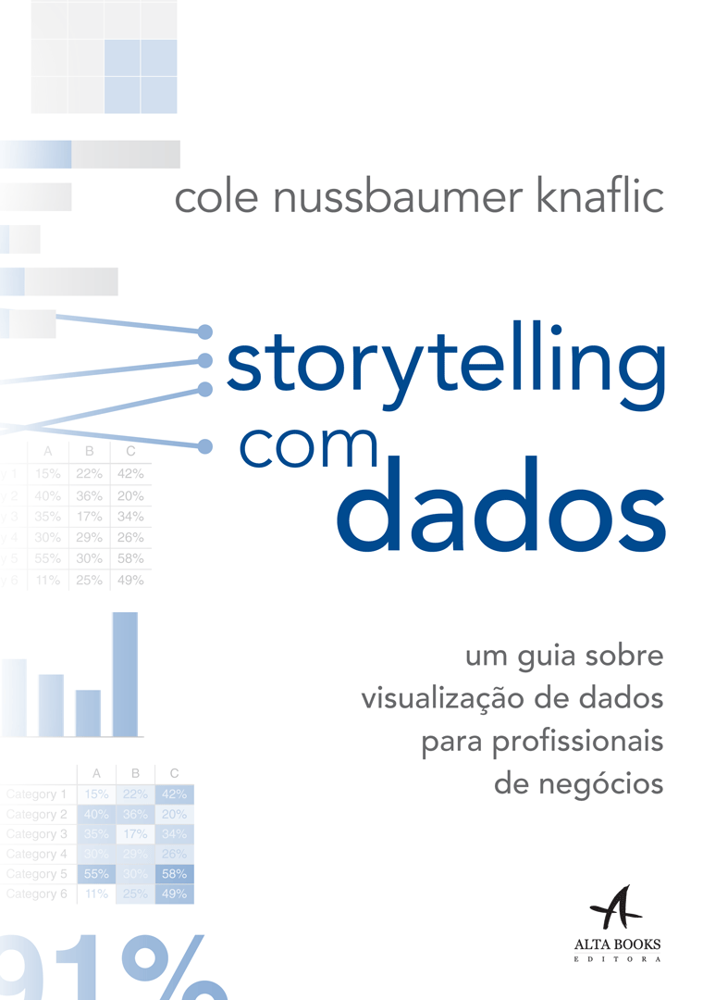 cole nussbaumer knaflic
storytelling
com
dados
A B C
1 15% 22% 42%
2 40% 36% 20%
3 35% 17% 34%
4 30% 29% 26%
5 55% 30% 58%
6 11% 25% 49%
um guia sobre
visualização de dados
para profissionais
de negócios
A B C
Category 1 15% 22% 42%
Category 2 40% 36% 20%
Category 3 35% 17% 34%
Category 4 30% 29% 26%
Category 5 55% 30% 58%
Category 6 11% 25% 49%
91%
ALTA BOOKS
EDITORA